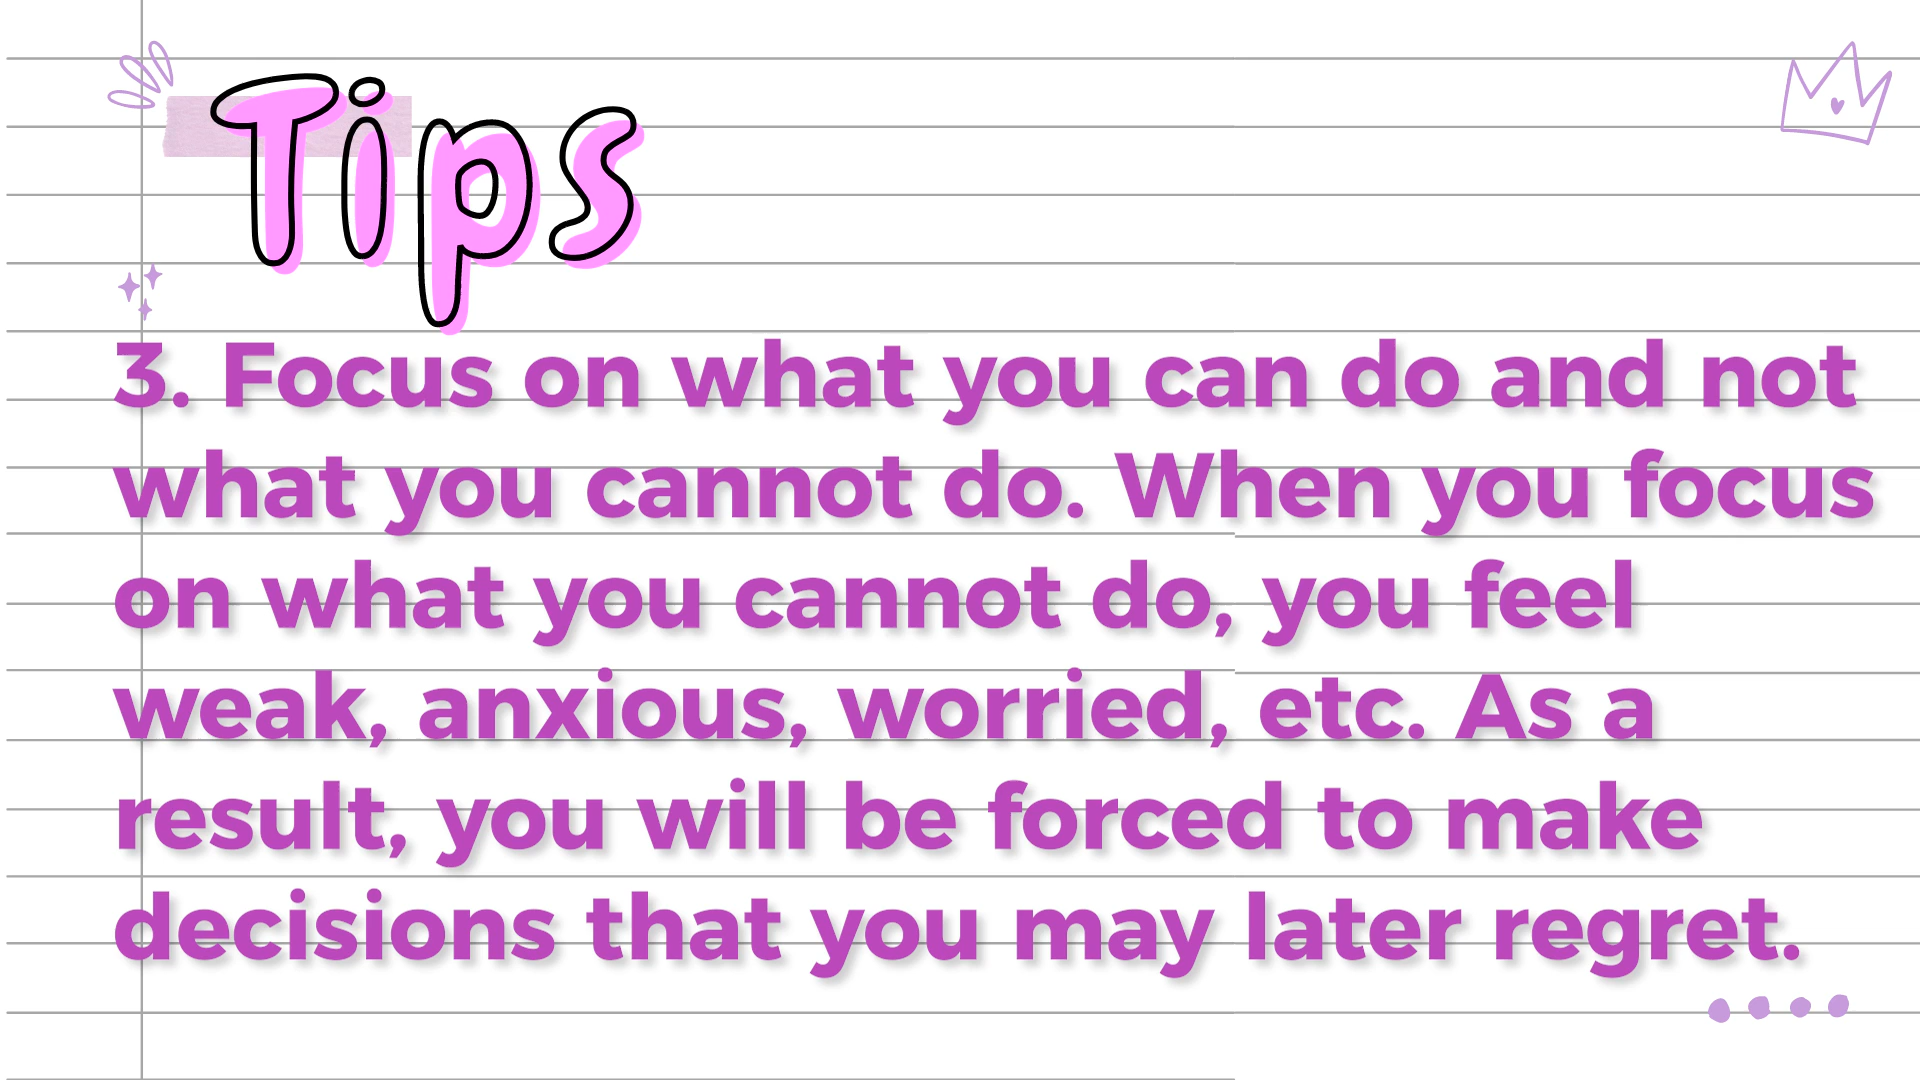 Tips
3. Focus on what you can do and not
what you cannot do. When you focus
on what you cannot do, you feel
weak, anxious, worried, etc. As a
result, you will be forced to make
decisions that you may later regret.